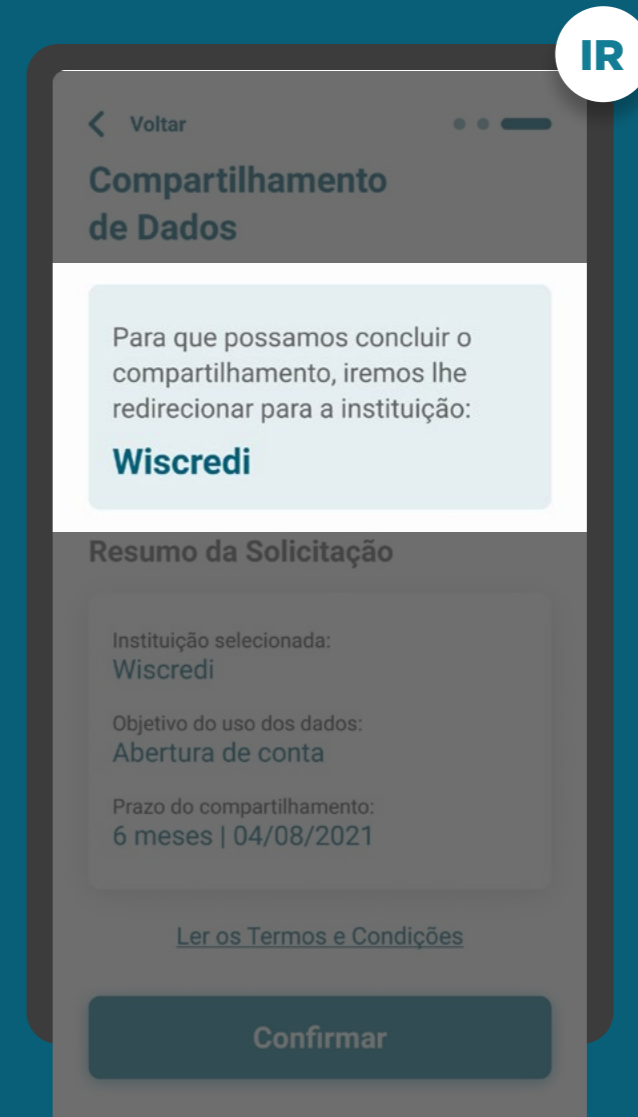 IR
Voltar
Compartilhamento
de Dados
Para que possamos concluir o
compartilhamento, iremos lhe
redirecionar para a instituição:
Wiscredi
Resumo da Solicitação
Instituição selecionada:
Wiscredi
Objetivo do uso dos dados:
Abertura de conta
Prazo do compartilhamento:
6 meses | 04/08/2021
Ler os Termos e Condições
Confirmar